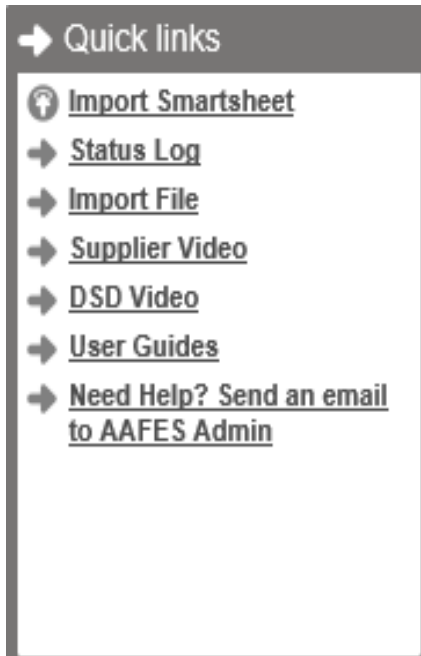 Quick links
Import Smartsheet
Status Log
Import File
Supplier Video
DSD Video
User Guides
Need Help? Send an email
to AAFES Admin